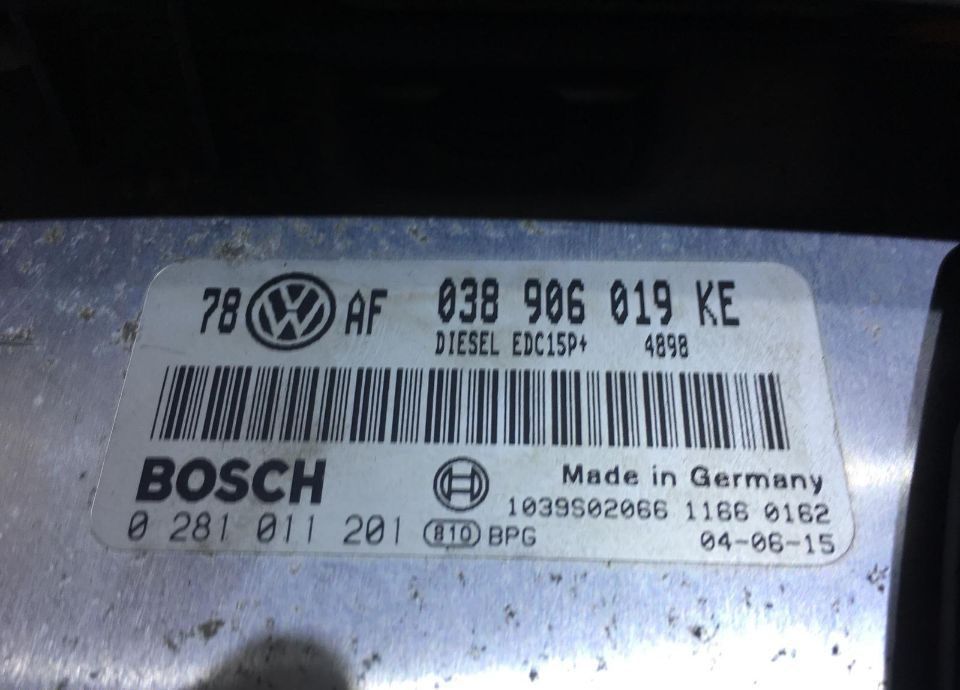 78 AF 038 906 019 KE
DIESEL EDC15P+ 4898
BOSCH
Made in Germany
1039S02066 1166 0162
0 281 011 201 810 BPG
04-06-15